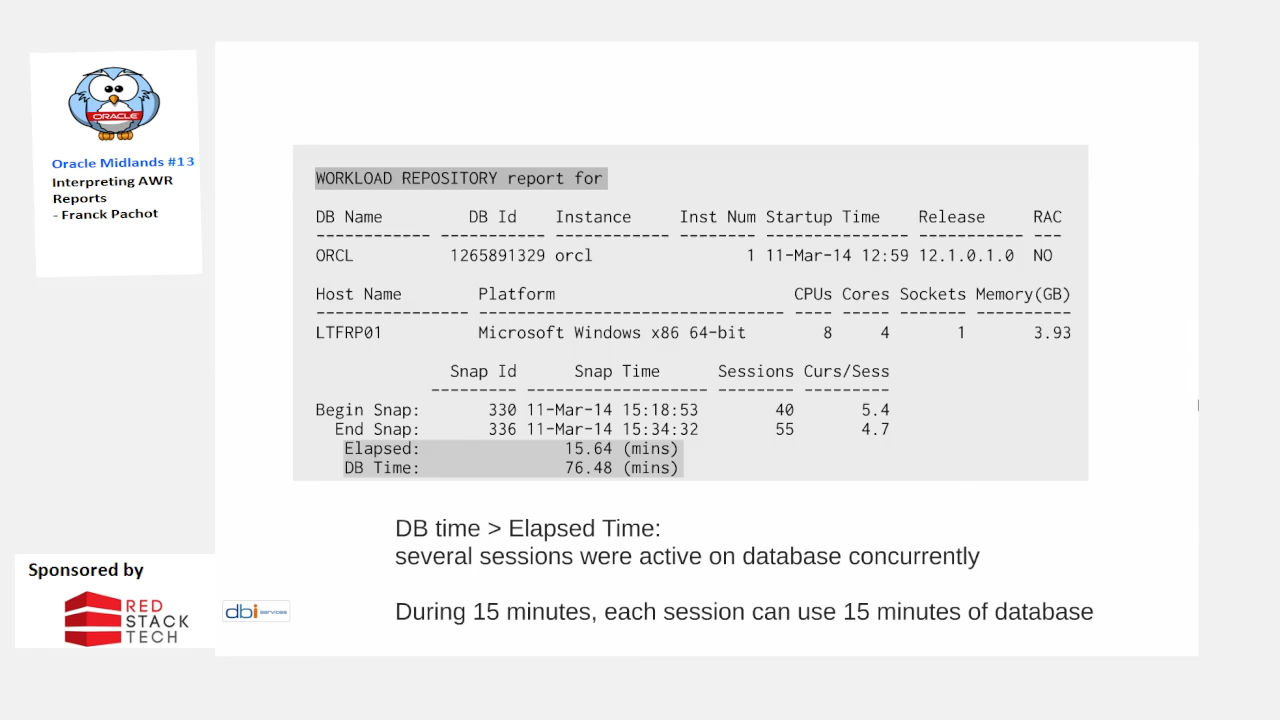 ORACLE
Oracle Midlands #13
Interpreting AWR
Reports
- Franck Pachot
WORKLOAD REPOSITORY report for
DB Name DB Id Instance Inst Num Startup Time Release RAC
------------ ----------- ------------ -------- --------------- ----------- ---
ORCL 1265891329 orcl 1 11-Mar-14 12:59 12.1.0.1.0 NO
Host Name Platform CPUs Cores Sockets Memory(GB)
---------------- -------------------------------- ---- ----- ------- ----------
LTFRP01 Microsoft Windows x86 64-bit 8 4 1 3.93
Snap Id Snap Time Sessions Curs/Sess
--------- ------------------- -------- ---------
Begin Snap: 330 11-Mar-14 15:18:53 40 5.4
End Snap: 336 11-Mar-14 15:34:32 55 4.7
Elapsed: 15.64 (mins)
DB Time: 76.48 (mins)
DB time > Elapsed Time:
several sessions were active on database concurrently
During 15 minutes, each session can use 15 minutes of database
Sponsored by
RED
STACK
TECH
dbi services